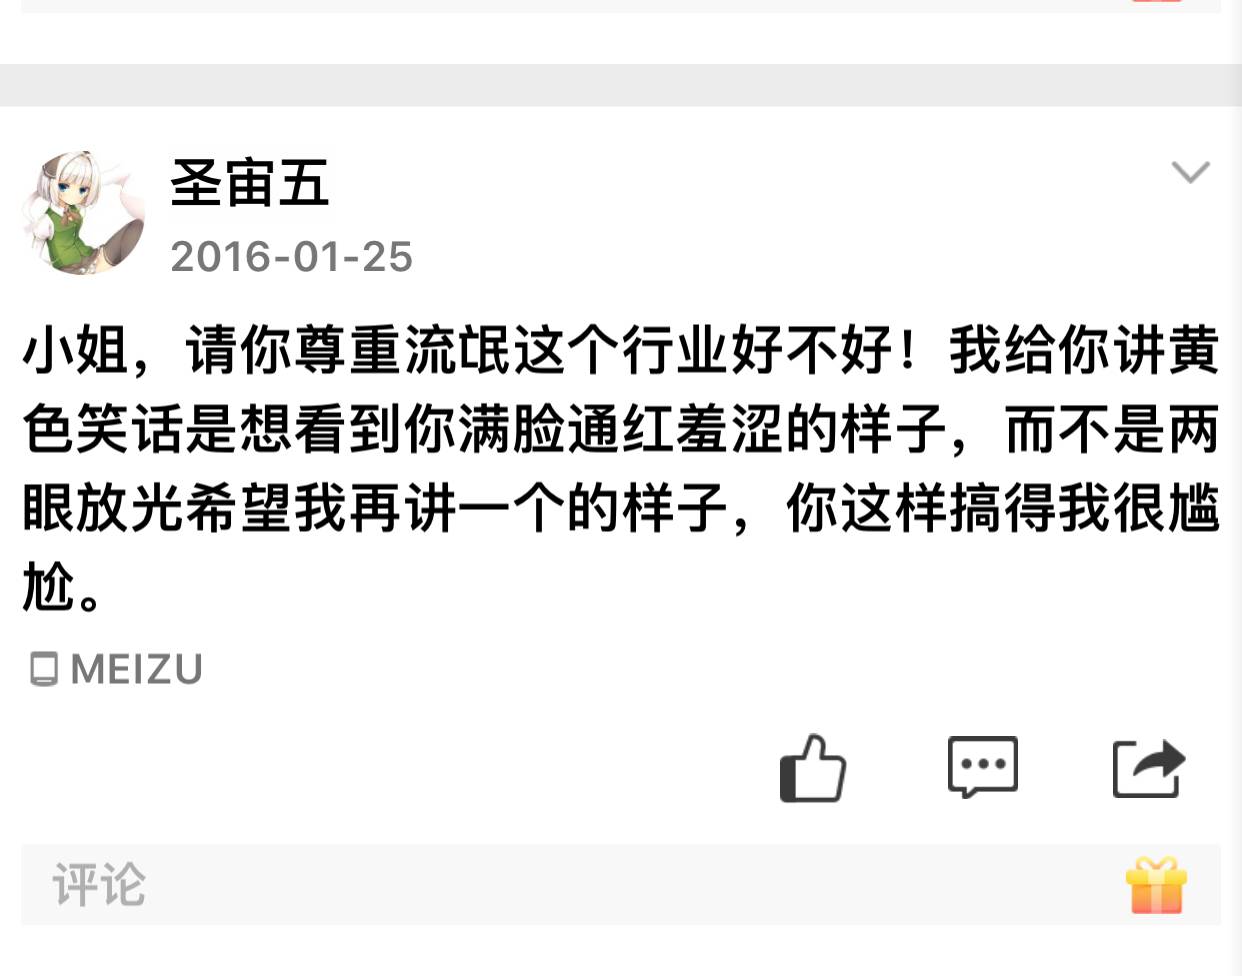 圣宙五
2016-01-25
小姐，请你尊重流氓这个行业好不好！我给你讲黄
色笑话是想看到你满脸通红羞涩的样子，而不是两
眼放光希望我再讲一个的样子，你这样搞得我很尴
尬。
MEIZU
评论